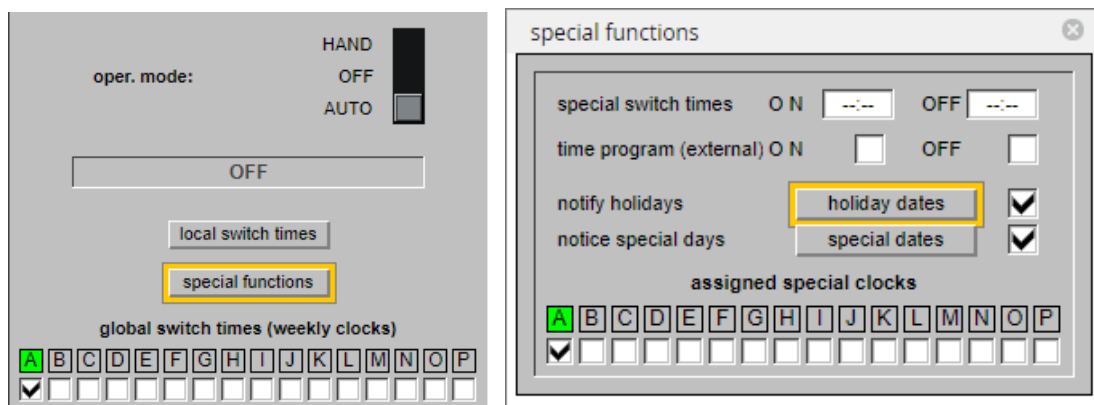 HAND
oper. mode: OFF
AUTO
OFF
local switch times
special functions
global switch times (weekly clocks)
A B C D E F G H I J K L M N O P
special functions
special switch times O N --:-- OFF --:--
time program (external) O N OFF
notify holidays holiday dates
notice special days special dates
assigned special clocks
A B C D E F G H I J K L M N O P